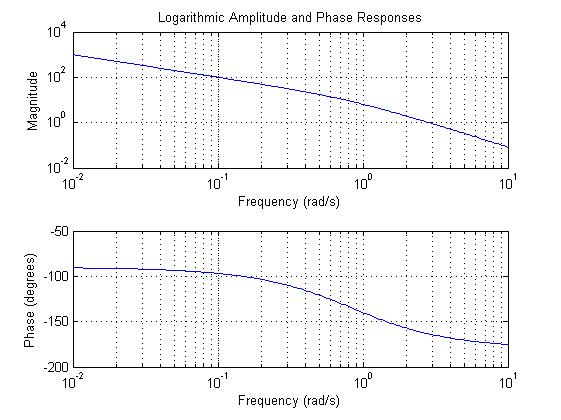 Logarithmic Amplitude and Phase Responses
10^4
10^2
10^0
10^-2
Magnitude
10^-2 10^-1 10^0 10^1
Frequency (rad/s)
-50
-100
-150
-200
Phase (degrees)
10^-2 10^-1 10^0 10^1
Frequency (rad/s)